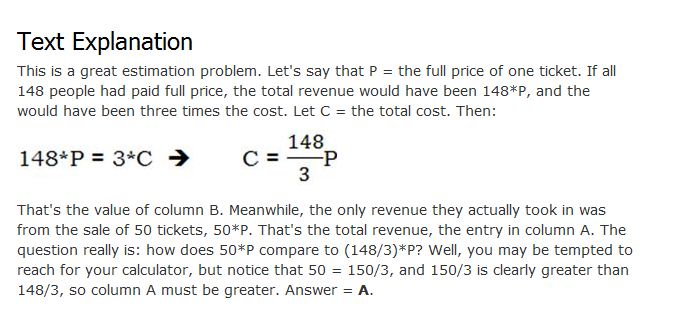 Text Explanation
This is a great estimation problem. Let's say that P = the full price of one ticket. If all
148 people had paid full price, the total revenue would have been 148*P, and the
would have been three times the cost. Let C = the total cost. Then:
148*P = 3*C ➔ C = 148/3 P
That's the value of column B. Meanwhile, the only revenue they actually took in was
from the sale of 50 tickets, 50*P. That's the total revenue, the entry in column A. The
question really is: how does 50*P compare to (148/3)*P? Well, you may be tempted to
reach for your calculator, but notice that 50 = 150/3, and 150/3 is clearly greater than
148/3, so column A must be greater. Answer = A.